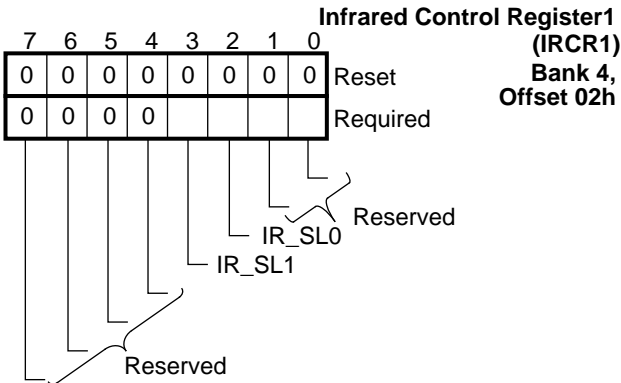 Infrared Control Register1
(IRCR1)
Bank 4,
Offset 02h
7 6 5 4 3 2 1 0
0 0 0 0 0 0 0 0 Reset
0 0 0 0 Required
Reserved
IR_SL0
IR_SL1
Reserved